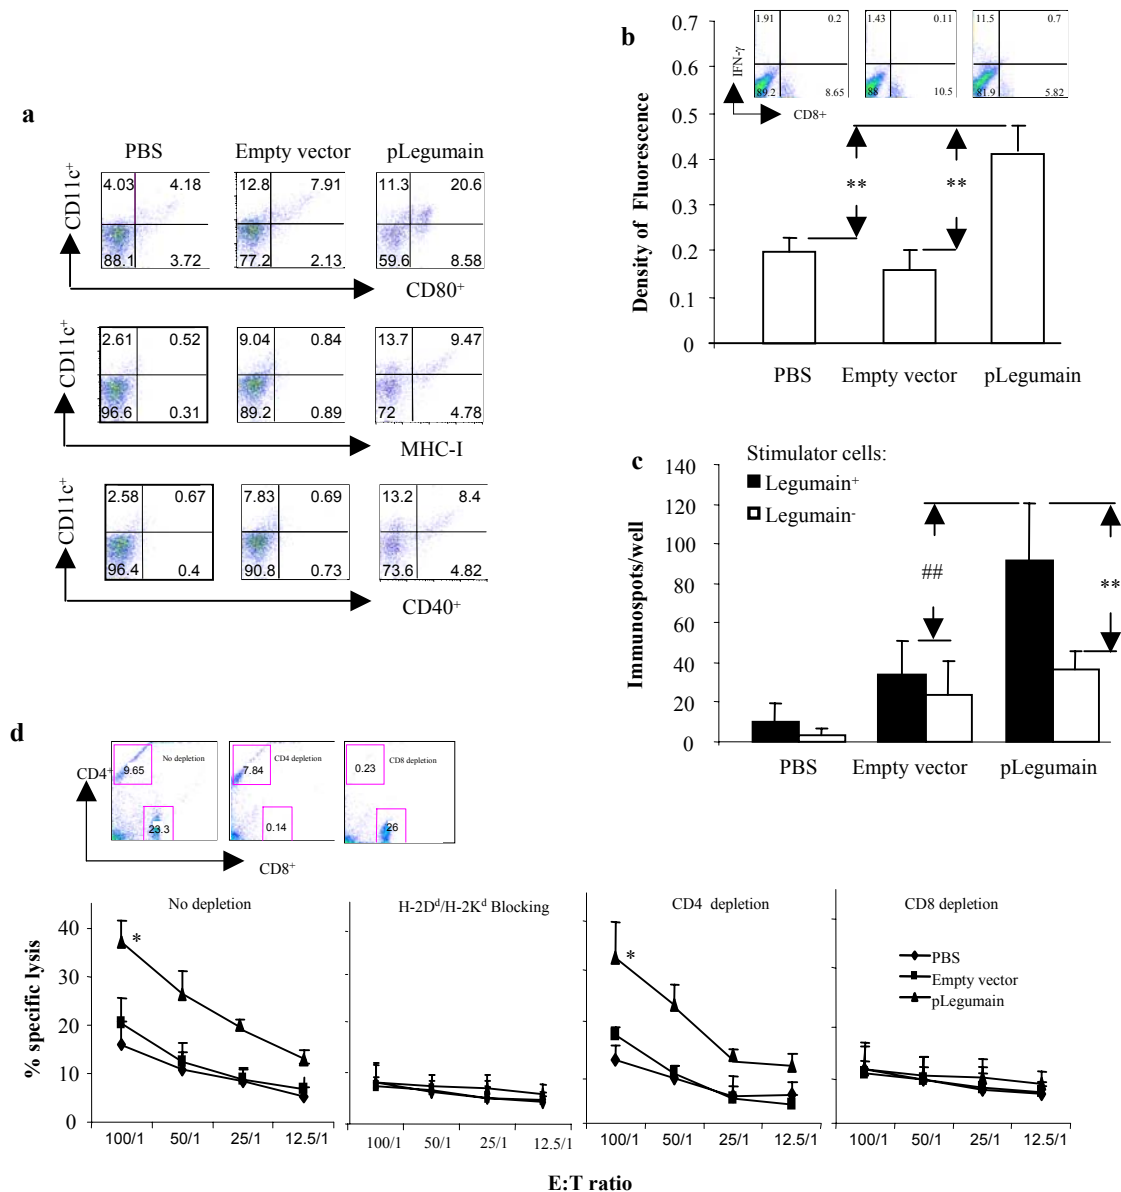 a
PBS Empty vector pLegumain
CD11c+
4.03 4.18 12.8 7.91 11.3 20.6
88.1 3.72 77.2 2.13 59.6 8.58
CD80+
CD11c+
2.61 0.52 9.04 0.84 13.7 9.47
96.6 0.31 89.2 0.89 72 4.78
MHC-I
CD11c+
2.58 0.67 7.83 0.69 13.2 8.4
96.4 0.4 90.8 0.73 73.6 4.82
CD40+
b
Density of Fluorescence
0.7
0.6
0.5
0.4
0.3
0.2
0.1
0
IFN-γ
1.91 0.2 1.43 0.11 11.5 0.7
89.2 8.65 88 10.5 81.9 5.82
CD8+
** **
PBS Empty vector pLegumain
c
Stimulator cells:
Legumain+
Legumain-
Immunospots/well
140
120
100
80
60
40
20
0
## **
PBS Empty vector pLegumain
d
CD4+
No depletion CD4 depletion CD8 depletion
9.65 7.84 0.23
23.3 0.14 26
CD8+
No depletion H-2Dd/H-2Kd Blocking CD4 depletion CD8 depletion
% specific lysis
40
30
20
10
0
* *
PBS
Empty vector
pLegumain
100/1 50/1 25/1 12.5/1 100/1 50/1 25/1 12.5/1 100/1 50/1 25/1 12.5/1 100/1 50/1 25/1 12.5/1
E:T ratio